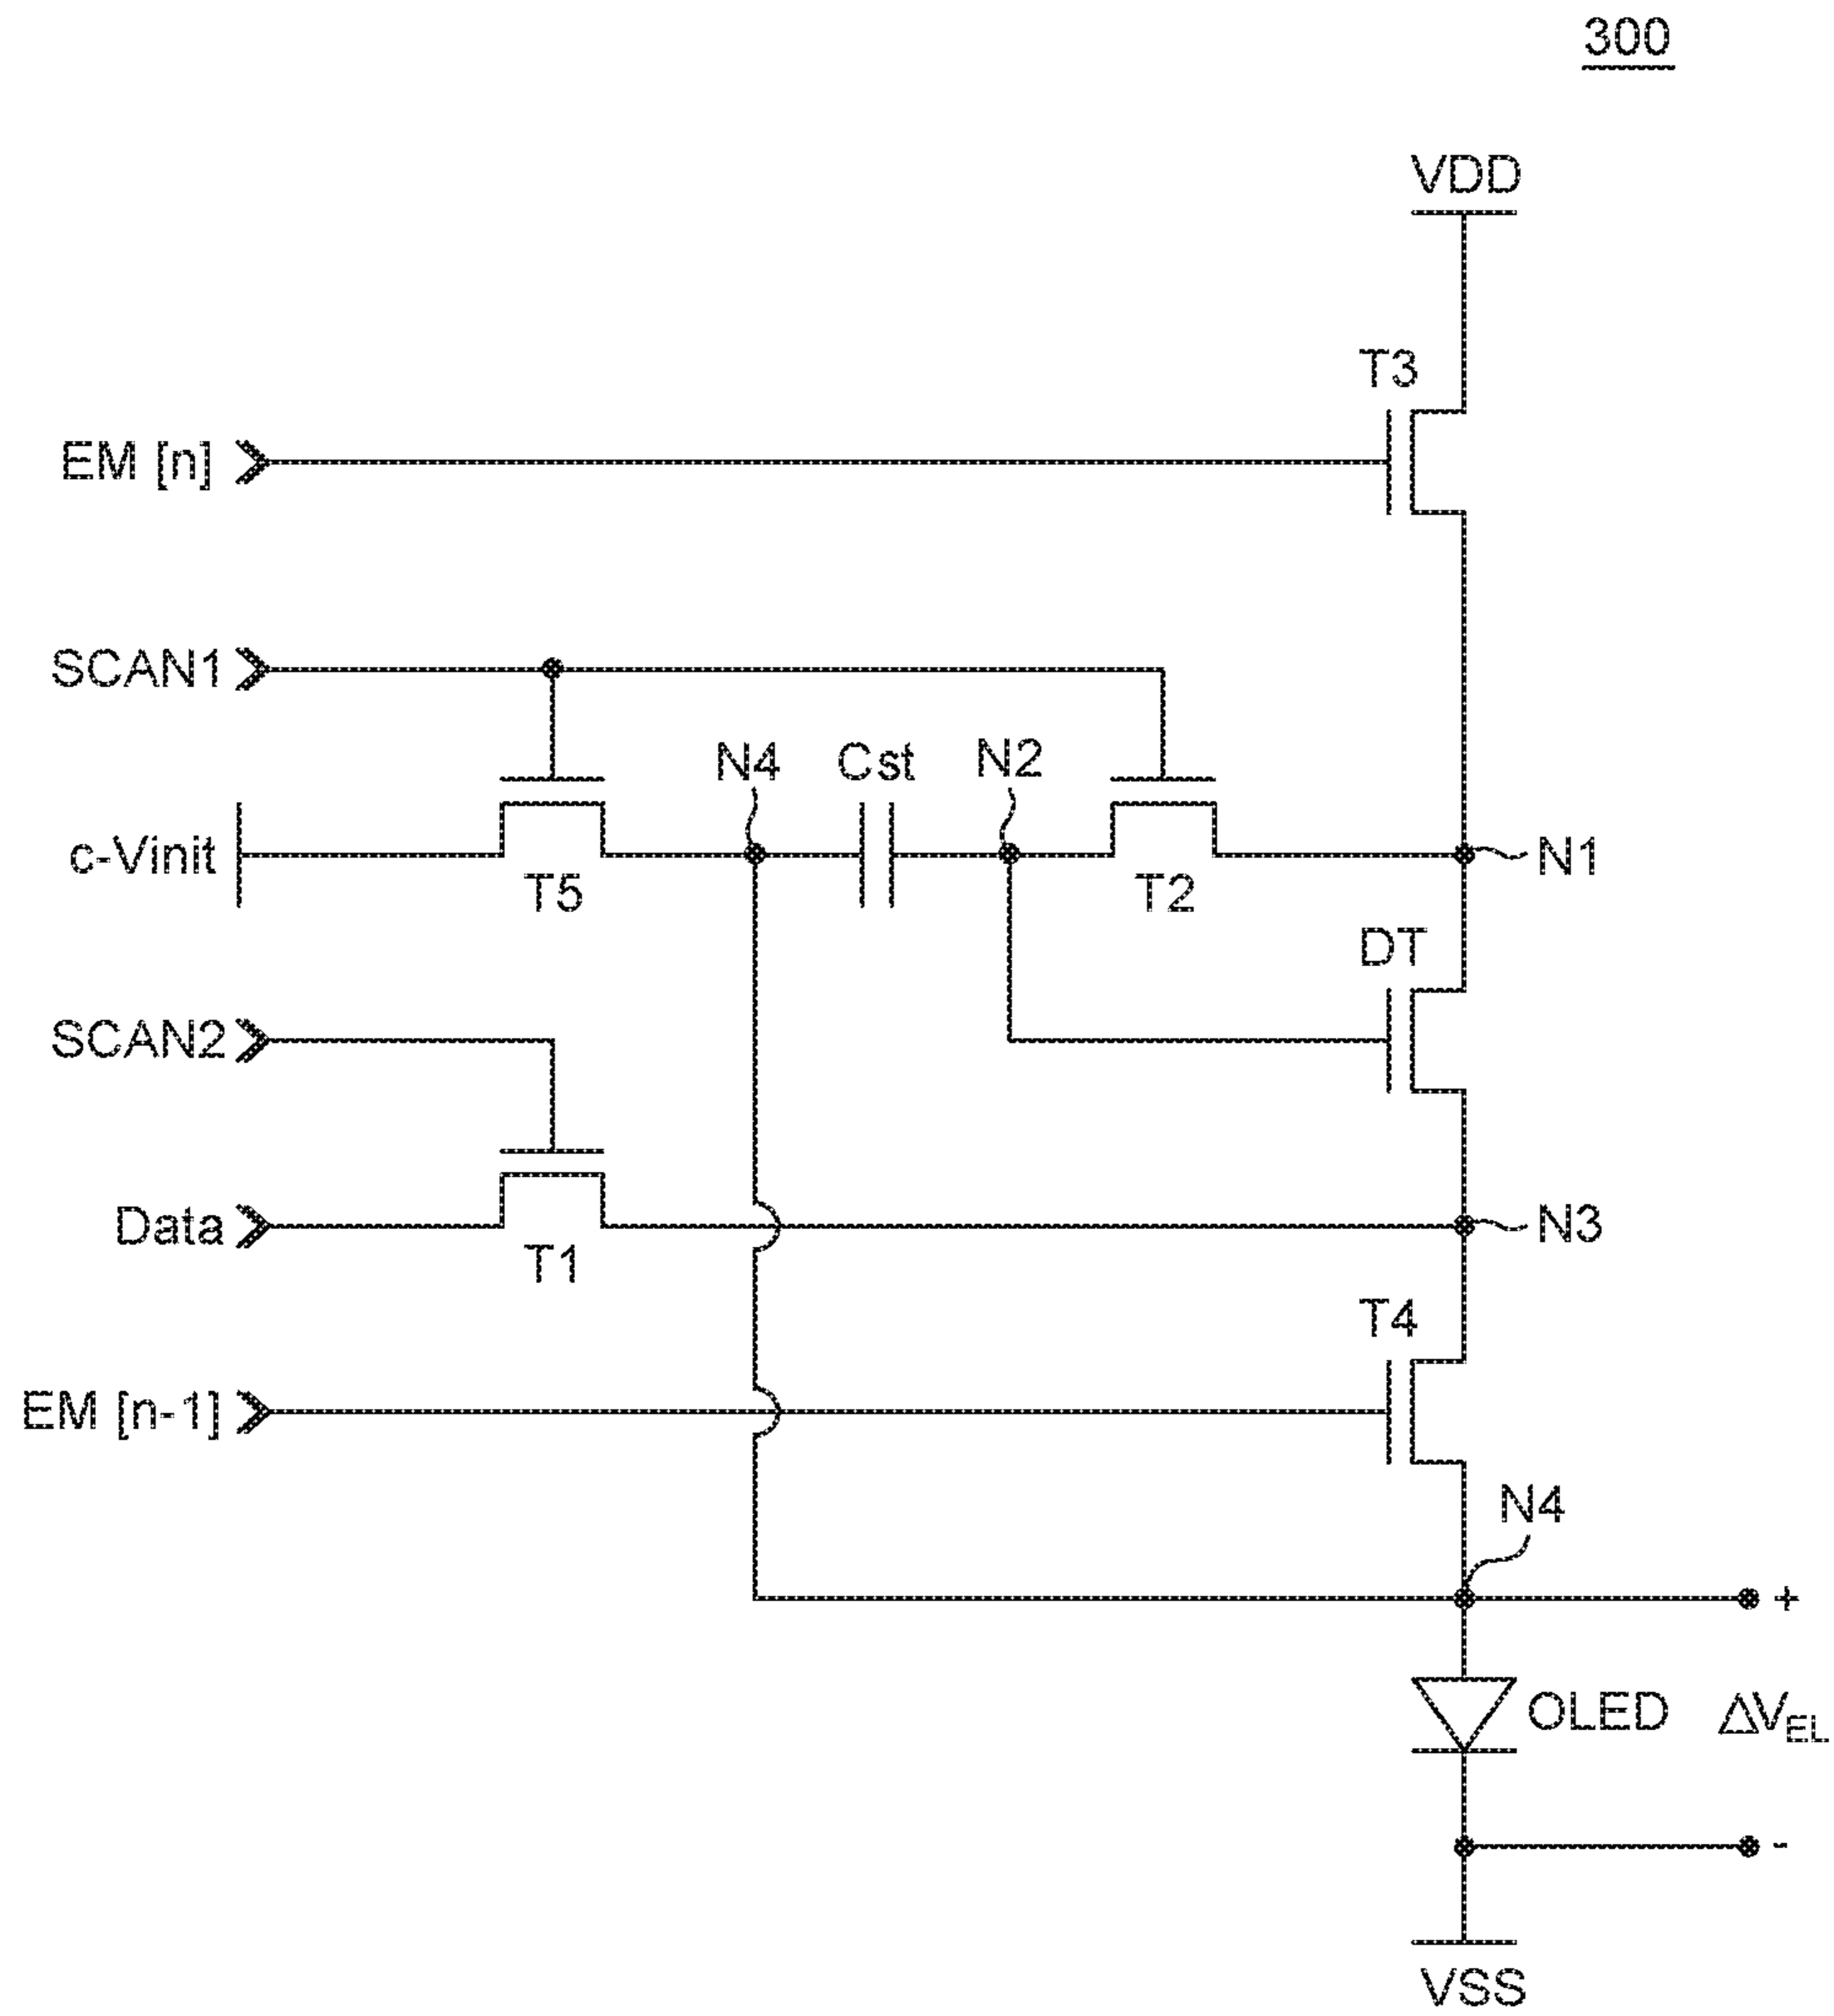 300
VDD
T3
EM [n]
SCAN1
N4
Cst
N2
c-Vinit
T5
T2
N1
DT
SCAN2
Data
T1
N3
T4
EM [n-1]
N4
+
OLED
ΔVEL
-
VSS